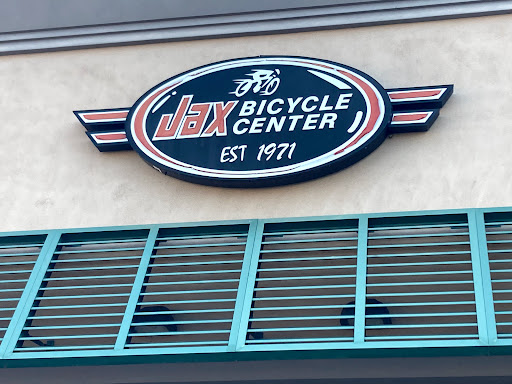 Jax BICYCLE
CENTER
EST 1971